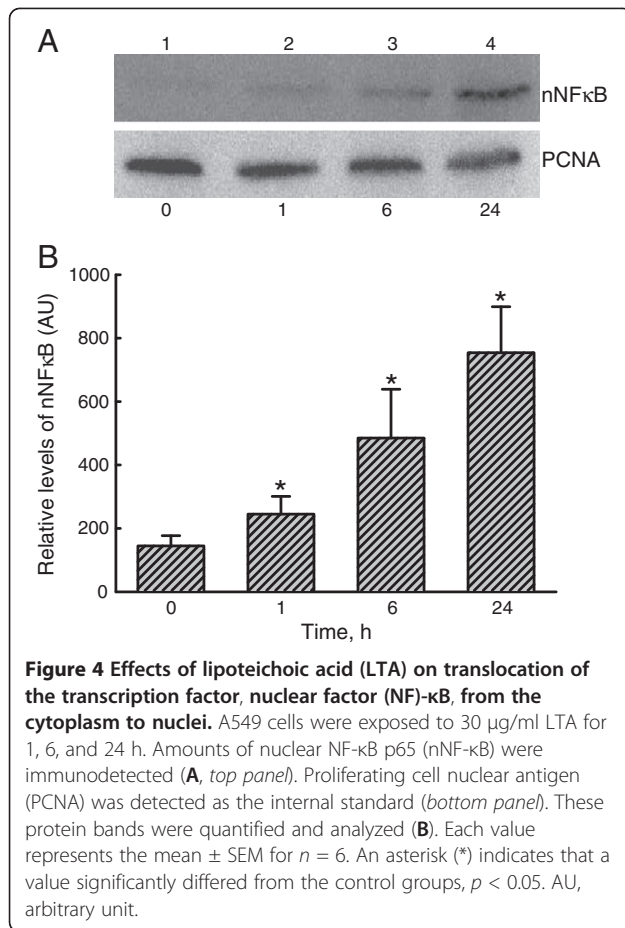 A
1 2 3 4
nNFκB
PCNA
0 1 6 24
B
1000
800
600
400
200
0
Relative levels of nNFκB (AU)
* * *
0 1 6 24
Time, h
Figure 4 Effects of lipoteichoic acid (LTA) on translocation of
the transcription factor, nuclear factor (NF)-κB, from the
cytoplasm to nuclei. A549 cells were exposed to 30 μg/ml LTA for
1, 6, and 24 h. Amounts of nuclear NF-κB p65 (nNF-κB) were
immunodetected (A, top panel). Proliferating cell nuclear antigen
(PCNA) was detected as the internal standard (bottom panel). These
protein bands were quantified and analyzed (B). Each value
represents the mean ± SEM for n = 6. An asterisk (*) indicates that a
value significantly differed from the control groups, p < 0.05. AU,
arbitrary unit.